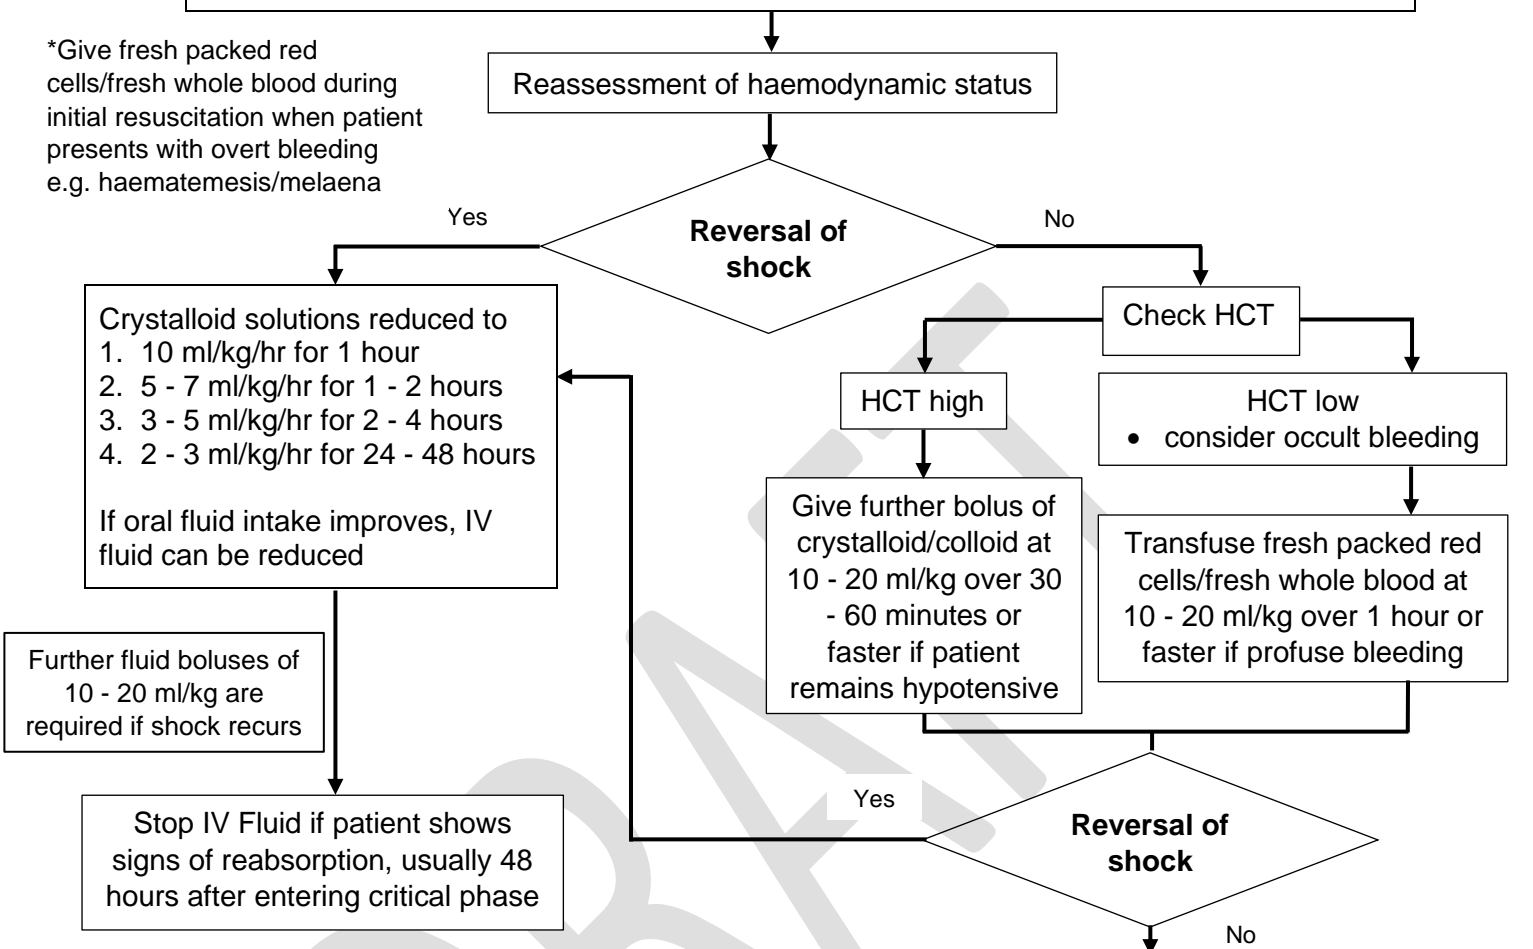 *Give fresh packed red
cells/fresh whole blood during
initial resuscitation when patient
presents with overt bleeding
e.g. haematemesis/melaena
Reassessment of haemodynamic status
Reversal of
shock
Yes
No
Crystalloid solutions reduced to
1. 10 ml/kg/hr for 1 hour
2. 5 - 7 ml/kg/hr for 1 - 2 hours
3. 3 - 5 ml/kg/hr for 2 - 4 hours
4. 2 - 3 ml/kg/hr for 24 - 48 hours
If oral fluid intake improves, IV
fluid can be reduced
Check HCT
HCT high
HCT low
• consider occult bleeding
Give further bolus of
crystalloid/colloid at
10 - 20 ml/kg over 30
- 60 minutes or
faster if patient
remains hypotensive
Transfuse fresh packed red
cells/fresh whole blood at
10 - 20 ml/kg over 1 hour or
faster if profuse bleeding
Further fluid boluses of
10 - 20 ml/kg are
required if shock recurs
Stop IV Fluid if patient shows
signs of reabsorption, usually 48
hours after entering critical phase
Yes
Reversal of
shock
No
DRAFT